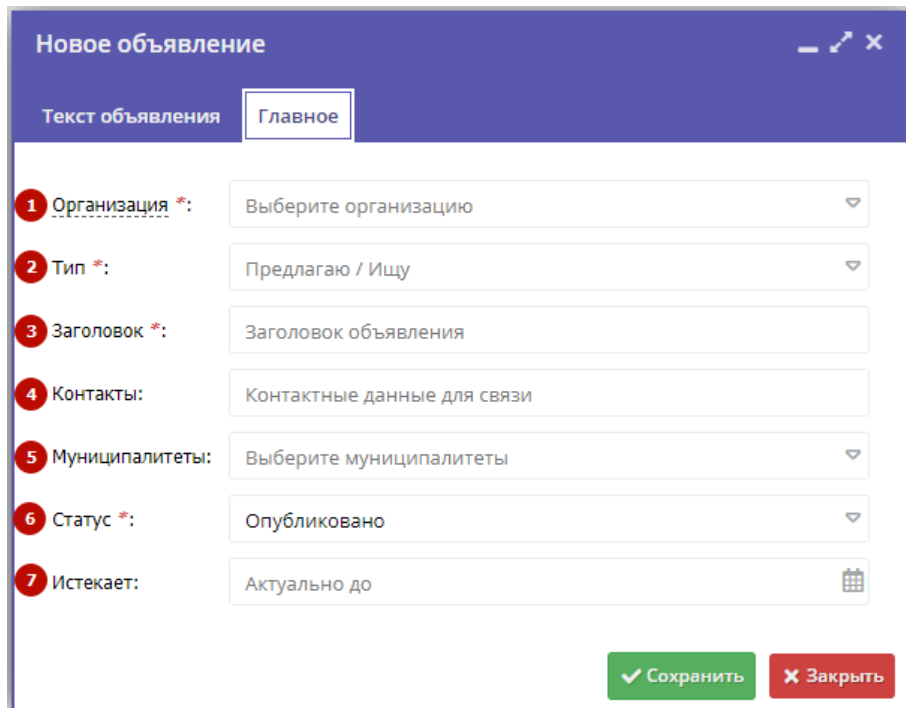 Новое объявление
Текст объявления Главное
1 Организация *: Выберите организацию
2 Тип *: Предлагаю / Ищу
3 Заголовок *: Заголовок объявления
4 Контакты: Контактные данные для связи
5 Муниципалитеты: Выберите муниципалитеты
6 Статус *: Опубликовано
7 Истекает: Актуально до
Сохранить Закрыть